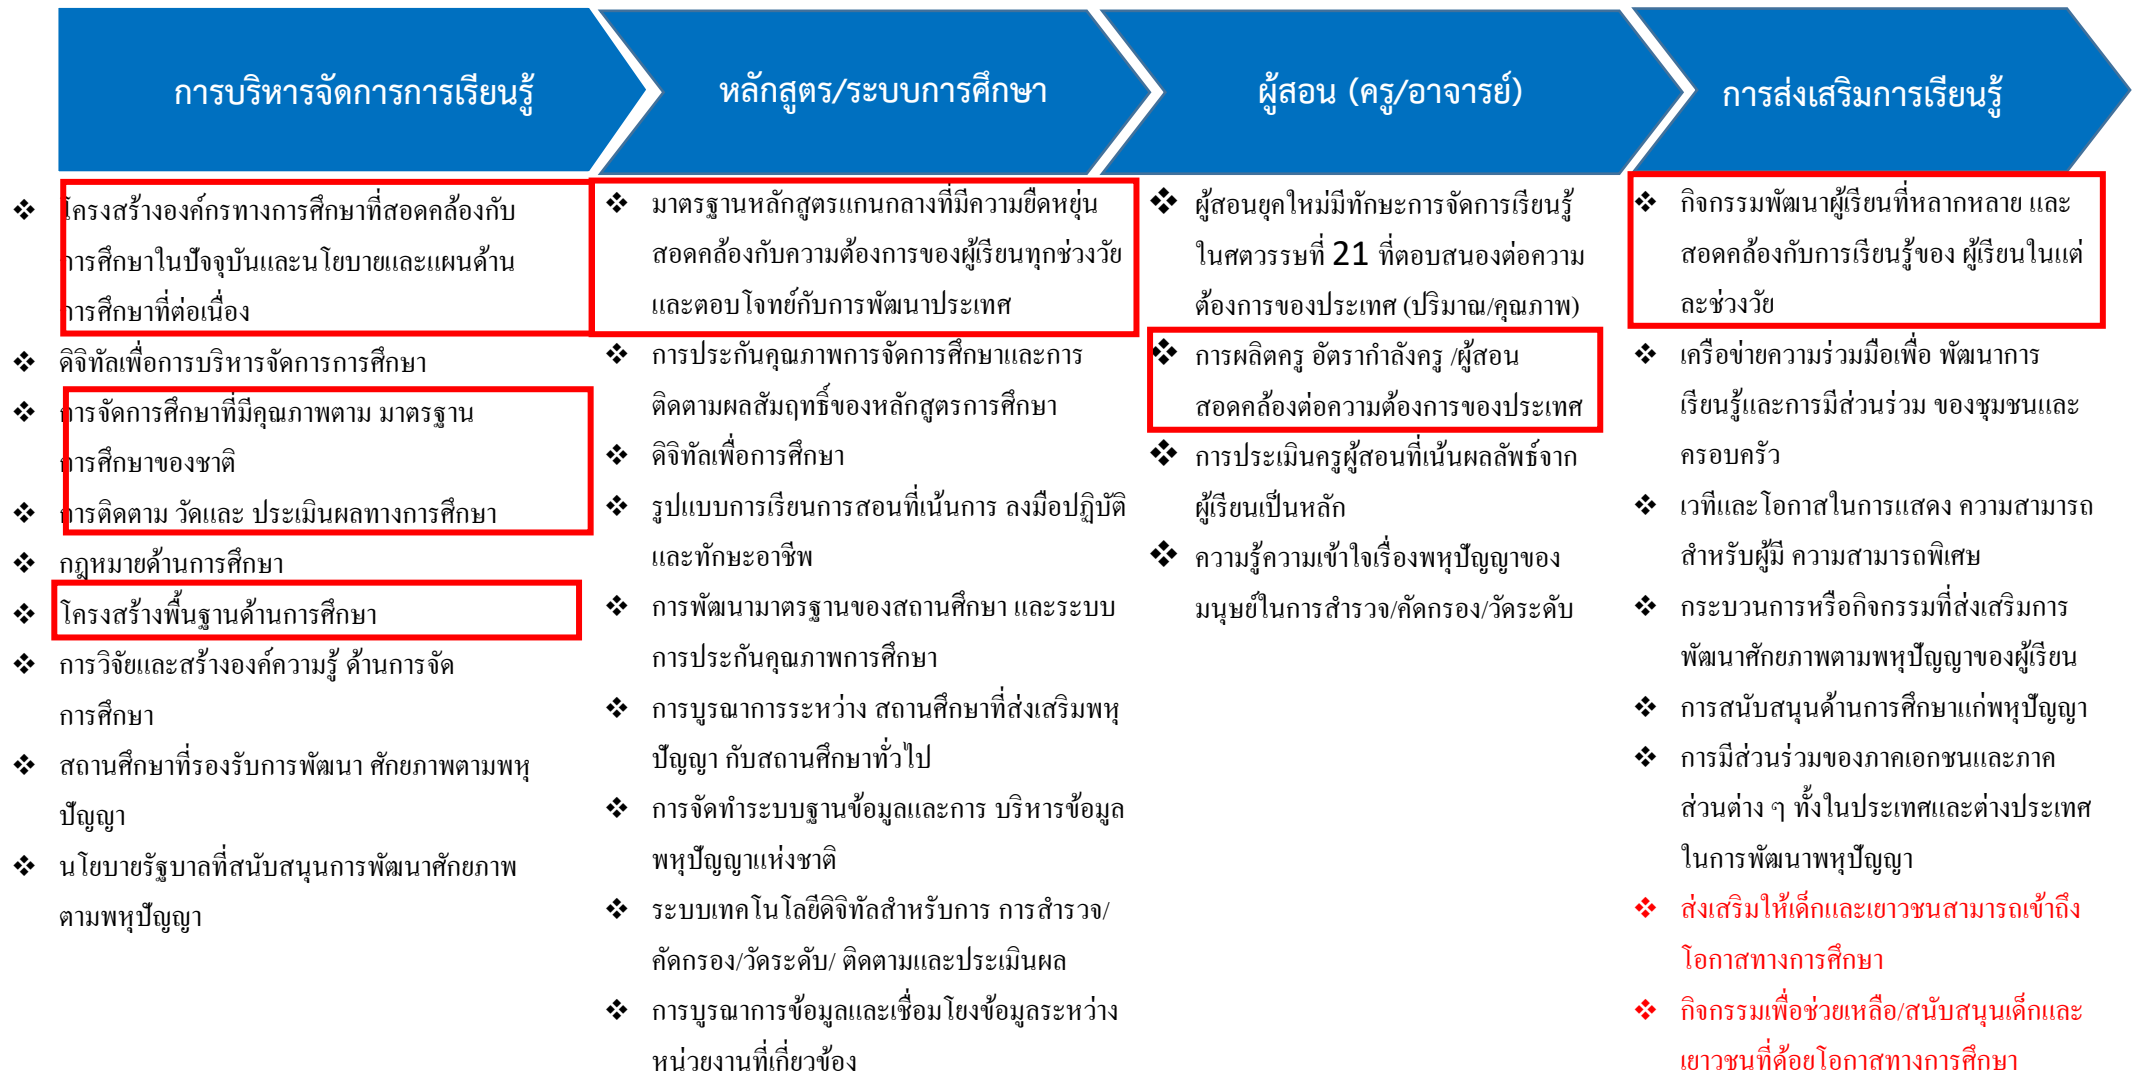 การบริหารจัดการการเรียนรู้
โครงสร้างองค์กรทางการศึกษาที่สอดคล้องกับ
การศึกษาในปัจจุบันและนโยบายและแผนด้าน
การศึกษาที่ต่อเนื่อง
ดิจิทัลเพื่อการบริหารจัดการการศึกษา
การจัดการศึกษาที่มีคุณภาพตาม มาตรฐาน
การศึกษาของชาติ
การติดตาม วัดและ ประเมินผลทางการศึกษา
กฎหมายด้านการศึกษา
โครงสร้างพื้นฐานด้านการศึกษา
การวิจัยและสร้างองค์ความรู้ ด้านการจัด
การศึกษา
สถานศึกษาที่รองรับการพัฒนา ศักยภาพตามพหุ
ปัญญา
นโยบายรัฐบาลที่สนับสนุนการพัฒนาศักยภาพ
ตามพหุปัญญา
หลักสูตร/ระบบการศึกษา
มาตรฐานหลักสูตรแกนกลางที่มีความยืดหยุ่น
สอดคล้องกับความต้องการของผู้เรียนทุกช่วงวัย
และตอบโจทย์กับการพัฒนาประเทศ
การประกันคุณภาพการจัดการศึกษาและการ
ติดตามผลสัมฤทธิ์ของหลักสูตรการศึกษา
ดิจิทัลเพื่อการศึกษา
รูปแบบการเรียนการสอนที่เน้นการ ลงมือปฏิบัติ
และทักษะอาชีพ
การพัฒนามาตรฐานของสถานศึกษา และระบบ
การประกันคุณภาพการศึกษา
การบูรณาการระหว่าง สถานศึกษาที่ส่งเสริมพหุ
ปัญญา กับสถานศึกษาทั่วไป
การจัดทำระบบฐานข้อมูลและการ บริหารข้อมูล
พหุปัญญาแห่งชาติ
ระบบเทคโนโลยีดิจิทัลสำหรับการ การสำรวจ/
คัดกรอง/วัดระดับ/ ติดตามและประเมินผล
การบูรณาการข้อมูลและเชื่อมโยงข้อมูลระหว่าง
หน่วยงานที่เกี่ยวข้อง
ผู้สอน (ครู/อาจารย์)
ผู้สอนยุคใหม่มีทักษะการจัดการเรียนรู้
ในศตวรรษที่ 21 ที่ตอบสนองต่อความ
ต้องการของประเทศ (ปริมาณ/คุณภาพ)
การผลิตครู อัตรากำลังครู /ผู้สอน
สอดคล้องต่อความต้องการของประเทศ
การประเมินครูผู้สอนที่เน้นผลลัพธ์จาก
ผู้เรียนเป็นหลัก
ความรู้ความเข้าใจเรื่องพหุปัญญาของ
มนุษย์ในการสำรวจ/คัดกรอง/วัดระดับ
การส่งเสริมการเรียนรู้
กิจกรรมพัฒนาผู้เรียนที่หลากหลาย และ
สอดคล้องกับการเรียนรู้ของ ผู้เรียนในแต่
ละช่วงวัย
เครือข่ายความร่วมมือเพื่อ พัฒนาการ
เรียนรู้และการมีส่วนร่วม ของชุมชนและ
ครอบครัว
เวทีและโอกาสในการแสดง ความสามารถ
สำหรับผู้มี ความสามารถพิเศษ
กระบวนการหรือกิจกรรมที่ส่งเสริมการ
พัฒนาศักยภาพตามพหุปัญญาของผู้เรียน
การสนับสนุนด้านการศึกษาแก่พหุปัญญา
การมีส่วนร่วมของภาคเอกชนและภาค
ส่วนต่าง ๆ ทั้งในประเทศและต่างประเทศ
ในการพัฒนาพหุปัญญา
ส่งเสริมให้เด็กและเยาวชนสามารถเข้าถึง
โอกาสทางการศึกษา
กิจกรรมเพื่อช่วยเหลือ/สนับสนุนเด็กและ
เยาวชนที่ด้อยโอกาสทางการศึกษา